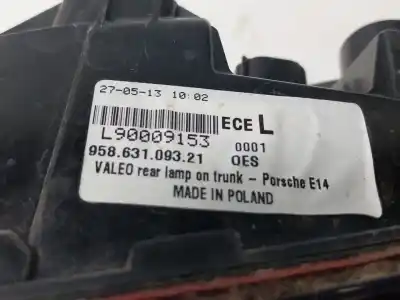 27-05-13 10:02
ECE L
L90009153 0001
958.631.093.21 OES
VALEO rear lamp on trunk - Porsche E14
MADE IN POLAND